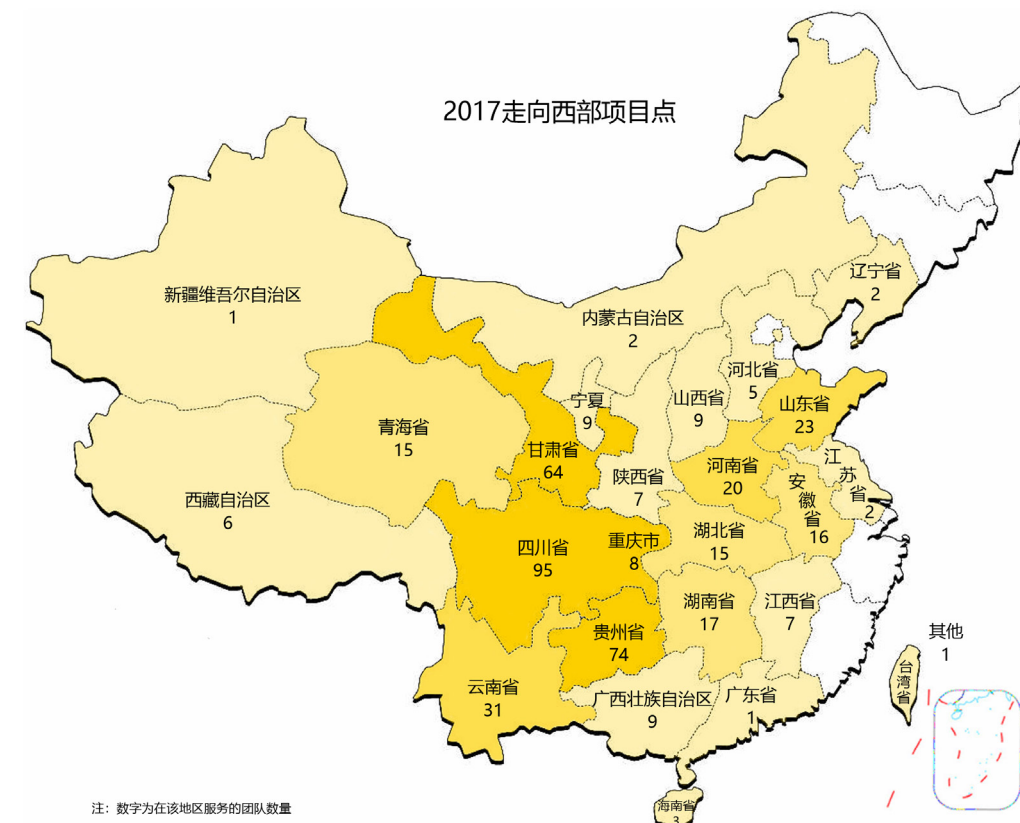 2017走向西部项目点
辽宁省
2
新疆维吾尔自治区
1
内蒙古自治区
2
河北省
5
宁夏
9
山西省
9
山东省
23
青海省
15
甘肃省
64
陕西省
7
河南省
20
江
苏
省
2
安
徽
省
16
西藏自治区
6
四川省
95
重庆市
8
湖北省
15
贵州省
74
湖南省
17
江西省
7
其他
1
台
湾
省
云南省
31
广西壮族自治区
9
广东省
1
海南省
3
注：数字为在该地区服务的团队数量